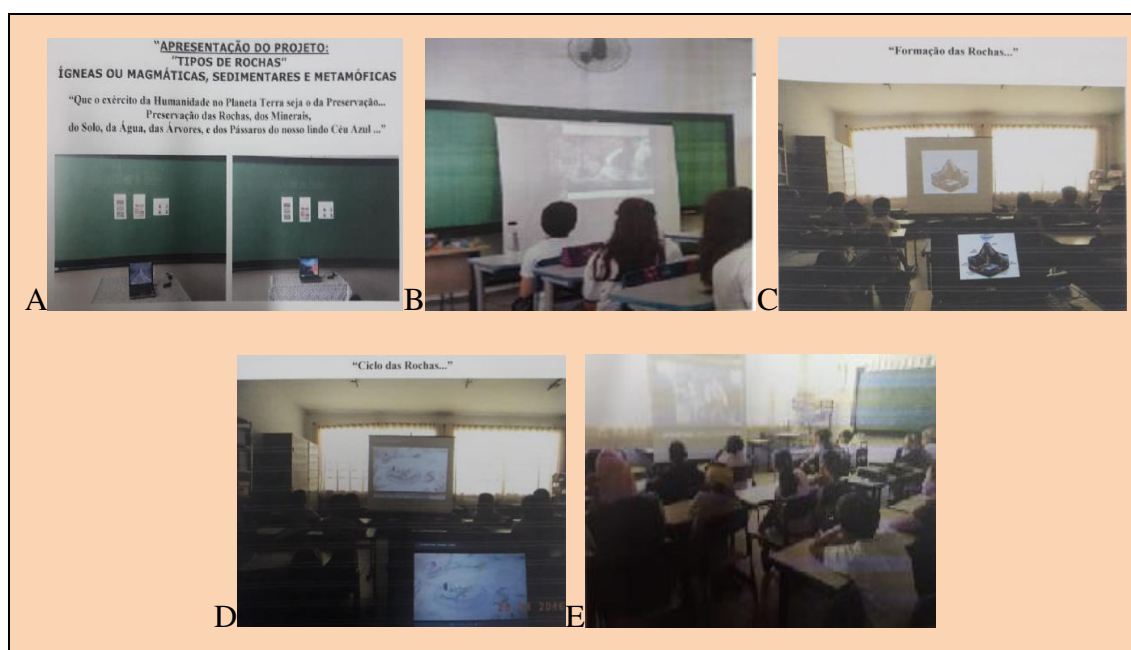 “APRESENTAÇÃO DO PROJETO:
“TIPOS DE ROCHAS”
ÍGNEAS OU MAGMÁTICAS, SEDIMENTARES E METAMÓFICAS
“Que o exército da Humanidade no Planeta Terra seja o da Preservação...
Preservação das Rochas, dos Minerais,
do Solo, da Água, das Árvores, e dos Pássaros do nosso lindo Céu Azul ...”
A
B
“Formação das Rochas...”
C
“Ciclo das Rochas...”
D
E